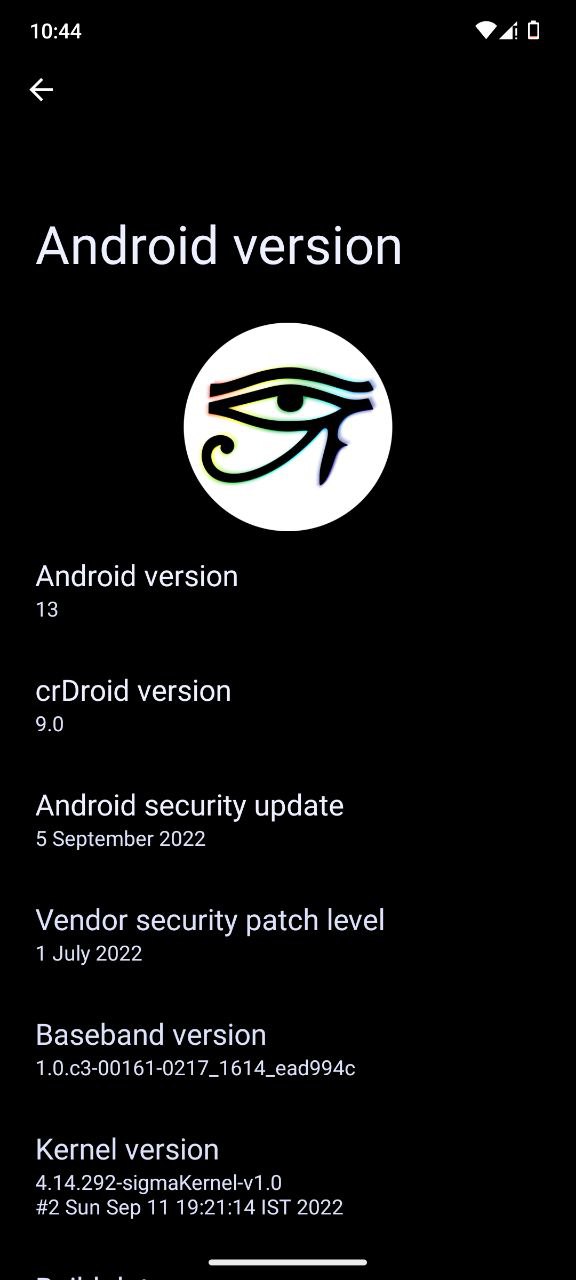 10:44
Android version
Android version
13
crDroid version
9.0
Android security update
5 September 2022
Vendor security patch level
1 July 2022
Baseband version
1.0.c3-00161-0217_1614_ead994c
Kernel version
4.14.292-sigmaKernel-v1.0
#2 Sun Sep 11 19:21:14 IST 2022